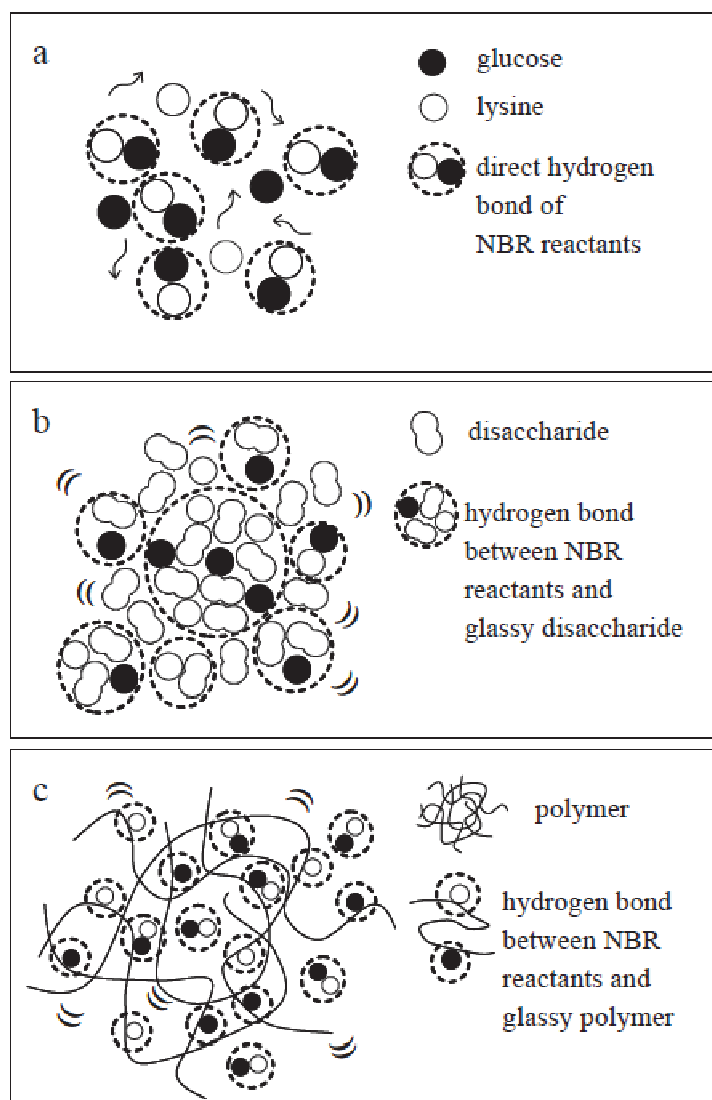 a
glucose
lysine
direct hydrogen
bond of
NBR reactants
b
disaccharide
hydrogen bond
between NBR
reactants and
glassy disaccharide
c
polymer
hydrogen bond
between NBR
reactants and
glassy polymer